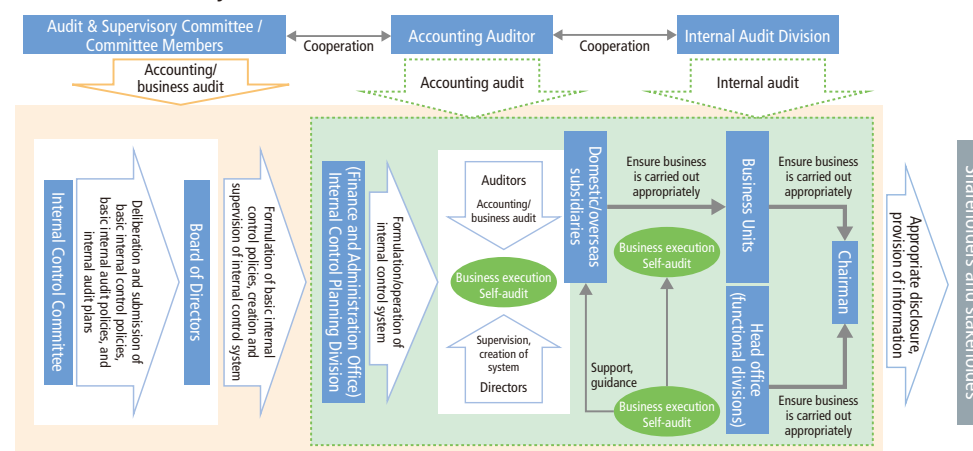 Audit & Supervisory Committee /
Committee Members
Cooperation
Accounting Auditor
Cooperation
Internal Audit Division
Accounting/
business audit
Accounting audit
Internal audit
Internal Control Committee
Deliberation and submission of
basic internal control policies,
basic internal audit policies, and
internal audit plans
Board of Directors
Formulation of basic internal
control policies, creation and
supervision of internal control system
Internal Control Planning Division
(Finance and Administration Office)
Formulation/operation of
internal control system
Auditors
Accounting/
business audit
Business execution
Self-audit
Supervision,
creation of
system
Directors
Domestic/overseas
subsidiaries
Ensure business
is carried out
appropriately
Business execution
Self-audit
Support,
guidance
Business execution
Self-audit
Business Units
Head office
(functional divisions)
Ensure business
is carried out
appropriately
Chairman
Ensure business
is carried out
appropriately
Appropriate disclosure,
provision of information
Shareholders and stakeholdes